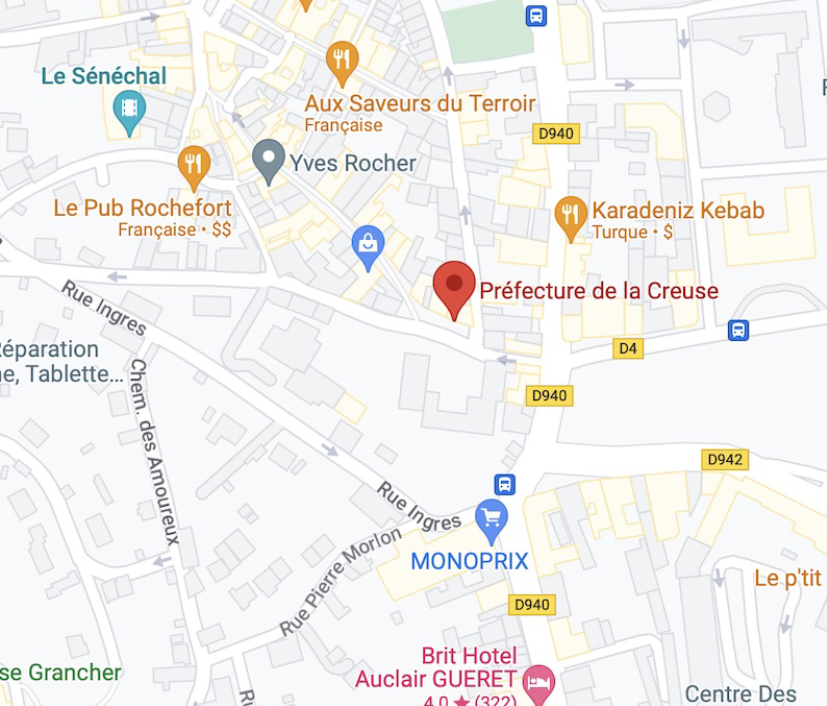 Le Sénéchal
Aux Saveurs du Terroir
Française
D940
Yves Rocher
Le Pub Rochefort
Française · $$
Karadeniz Kebab
Turque · $
Préfecture de la Creuse
Rue Ingres
éparation
e, Tablette...
Chem. des Amoureux
D4
D940
D942
Rue Ingres
MONOPRIX
Rue Pierre Morlon
D940
Le p'tit
Brit Hotel
Auclair GUERET
4,0 ★ (322)
se Grancher
Centre Des